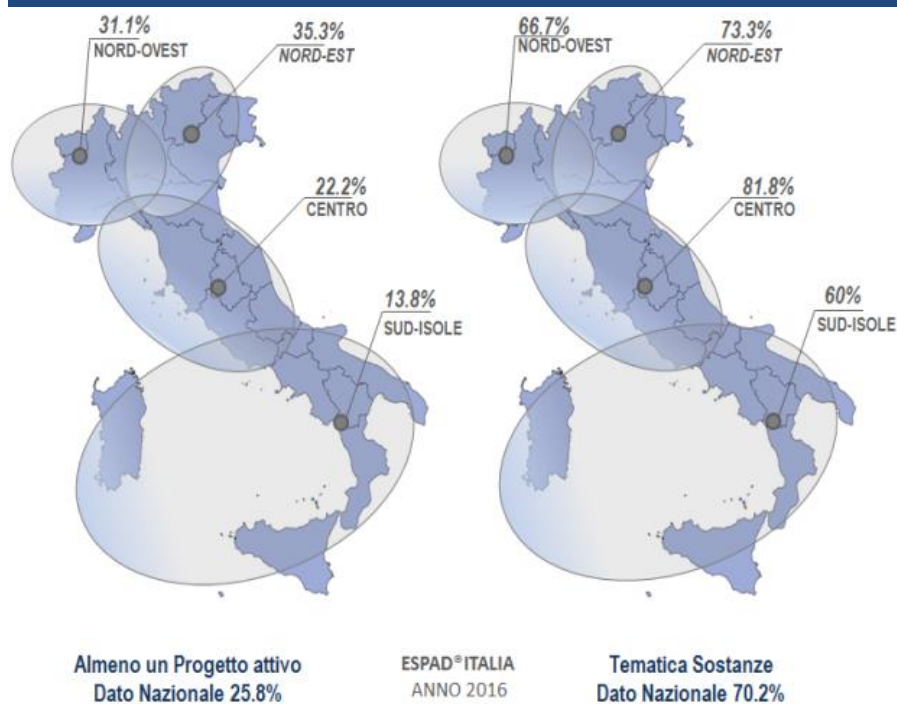 31.1%
NORD-OVEST
35.3%
NORD-EST
22.2%
CENTRO
13.8%
SUD-ISOLE
66.7%
NORD-OVEST
73.3%
NORD-EST
81.8%
CENTRO
60%
SUD-ISOLE
Almeno un Progetto attivo
Dato Nazionale 25.8%
ESPAD®ITALIA
ANNO 2016
Tematica Sostanze
Dato Nazionale 70.2%